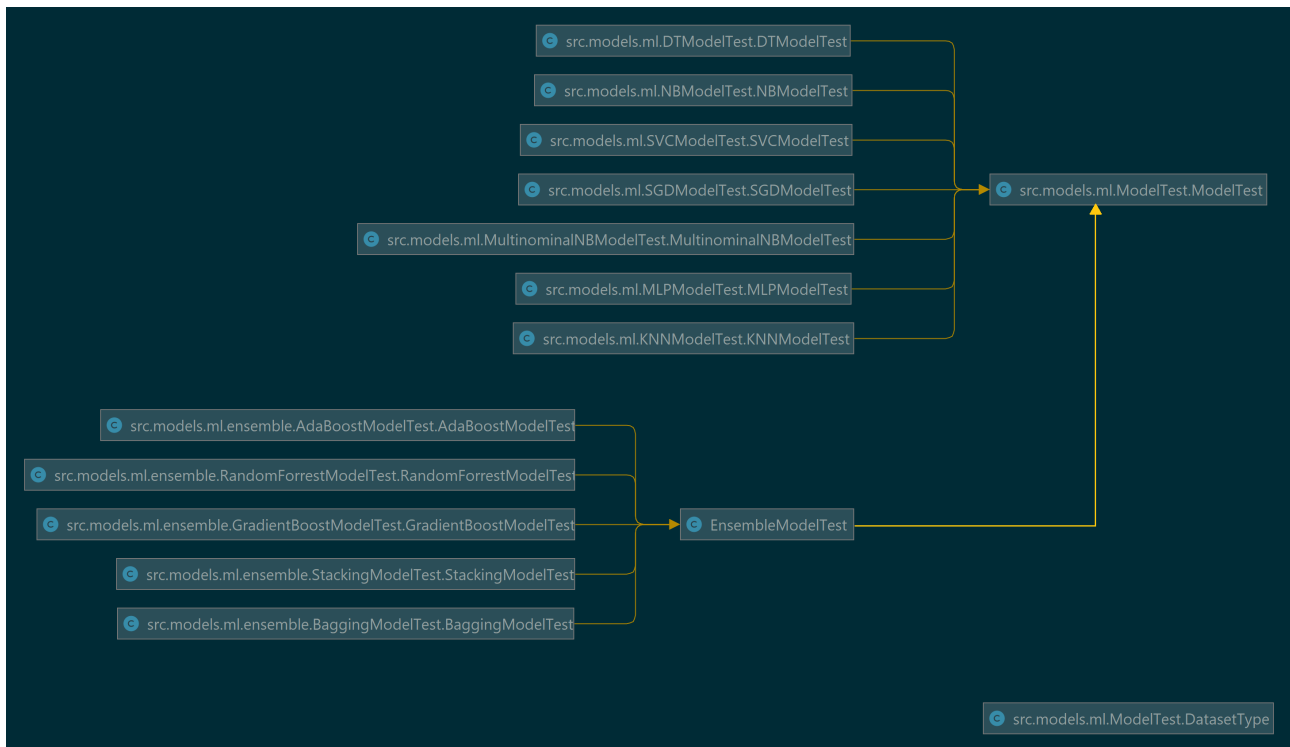 src.models.ml.DTModelTest.DTModelTest
src.models.ml.NBModelTest.NBModelTest
src.models.ml.SVCModelTest.SVCModelTest
src.models.ml.SGDModelTest.SGDModelTest
src.models.ml.ModelTest.ModelTest
src.models.ml.MultinominalNBModelTest.MultinominalNBModelTest
src.models.ml.MLPModelTest.MLPModelTest
src.models.ml.KNNModelTest.KNNModelTest
src.models.ml.ensemble.AdaBoostModelTest.AdaBoostModelTest
src.models.ml.ensemble.RandomForrestModelTest.RandomForrestModelTest
src.models.ml.ensemble.GradientBoostModelTest.GradientBoostModelTest
EnsembleModelTest
src.models.ml.ensemble.StackingModelTest.StackingModelTest
src.models.ml.ensemble.BaggingModelTest.BaggingModelTest
src.models.ml.ModelTest.DatasetType